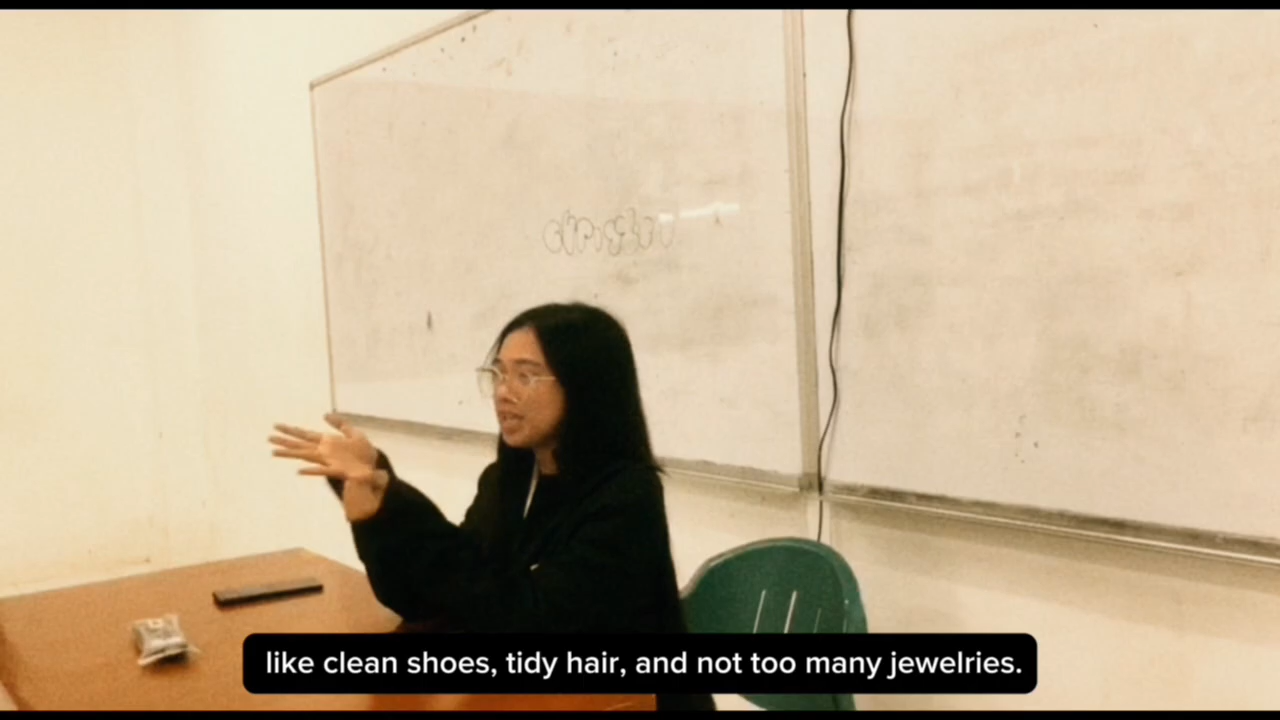 like clean shoes, tidy hair, and not too many jewelries.